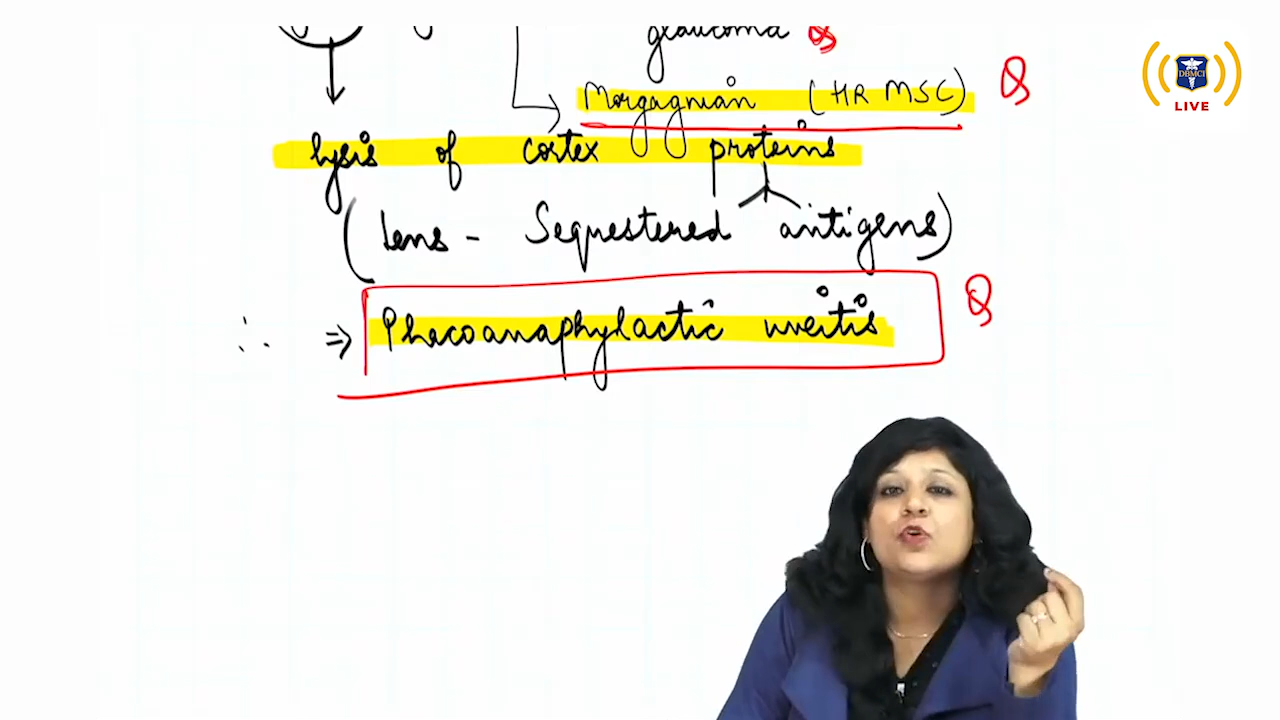 glaucoma Q
Morgagnian (HR MSC) Q
lysis of cortex proteins
(lens - Sequestered antigens)
∴ ⇒ Phacoanaphylactic uveitis Q
DBMCI
LIVE